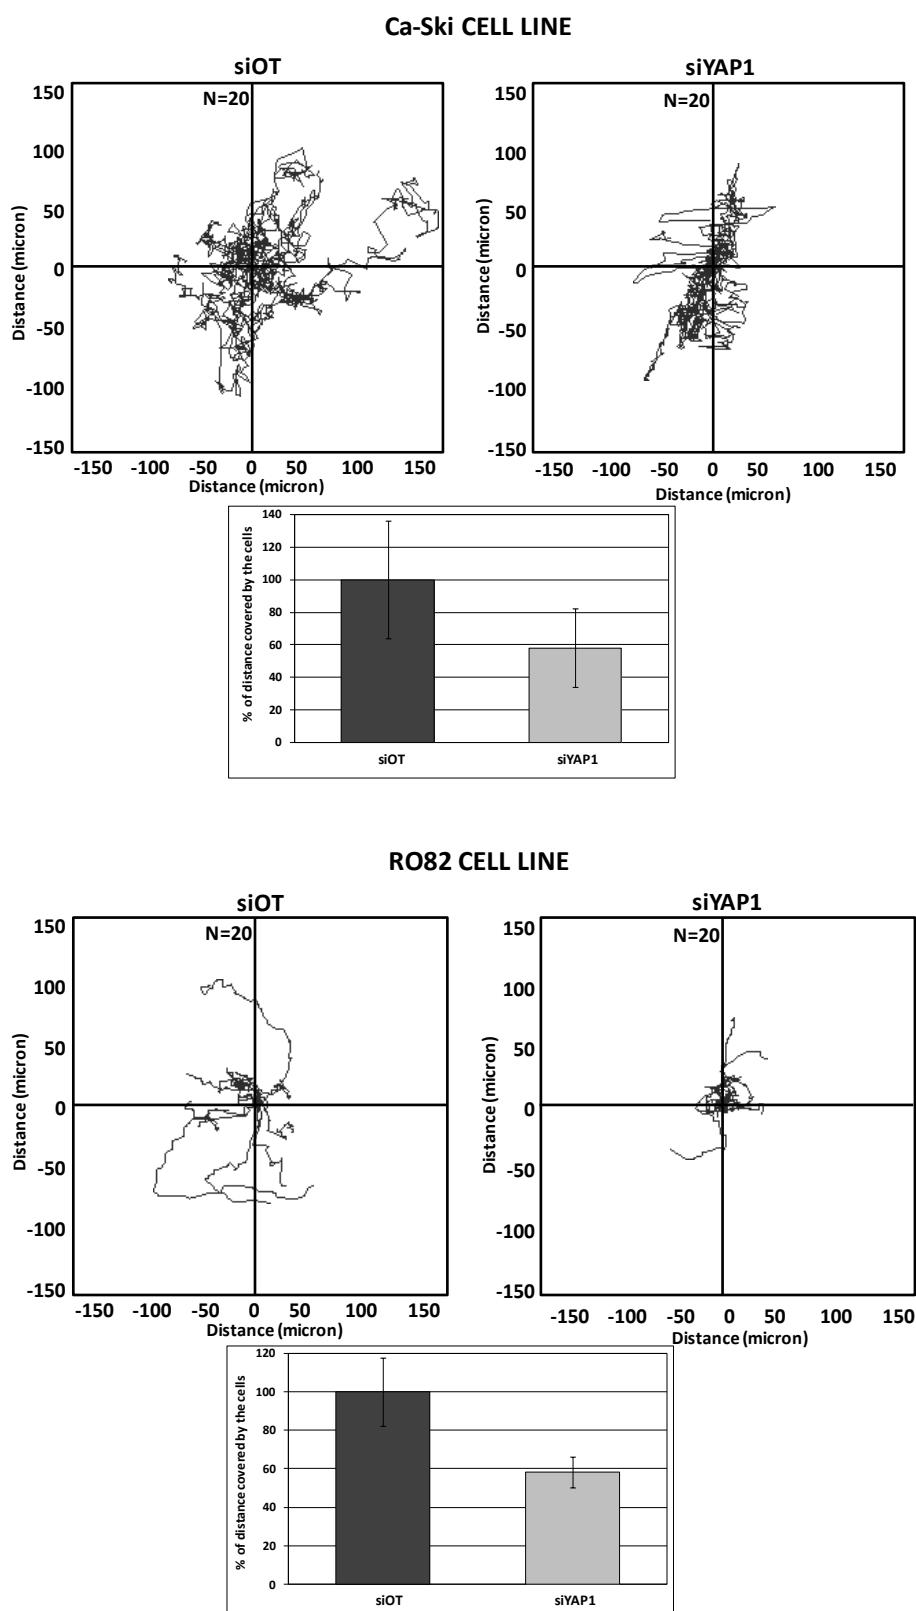 Ca-Ski CELL LINE
siOT
siYAP1
N=20
N=20
150
100
50
0
-50
-100
-150
Distance (micron)
-150 -100 -50 0 50 100 150
Distance (micron)
150
100
50
0
-50
-100
-150
Distance (micron)
-150 -100 -50 0 50 100 150
Distance (micron)
% of distance covered by the cells
140
120
100
80
60
40
20
0
siOT siYAP1
RO82 CELL LINE
siOT
siYAP1
N=20
N=20
150
100
50
0
-50
-100
-150
Distance (micron)
-150 -100 -50 0 50 100 150
Distance (micron)
150
100
50
0
-50
-100
-150
Distance (micron)
-150 -100 -50 0 50 100 150
Distance (micron)
% of distance covered by the cells
120
100
80
60
40
20
0
siOT siYAP1